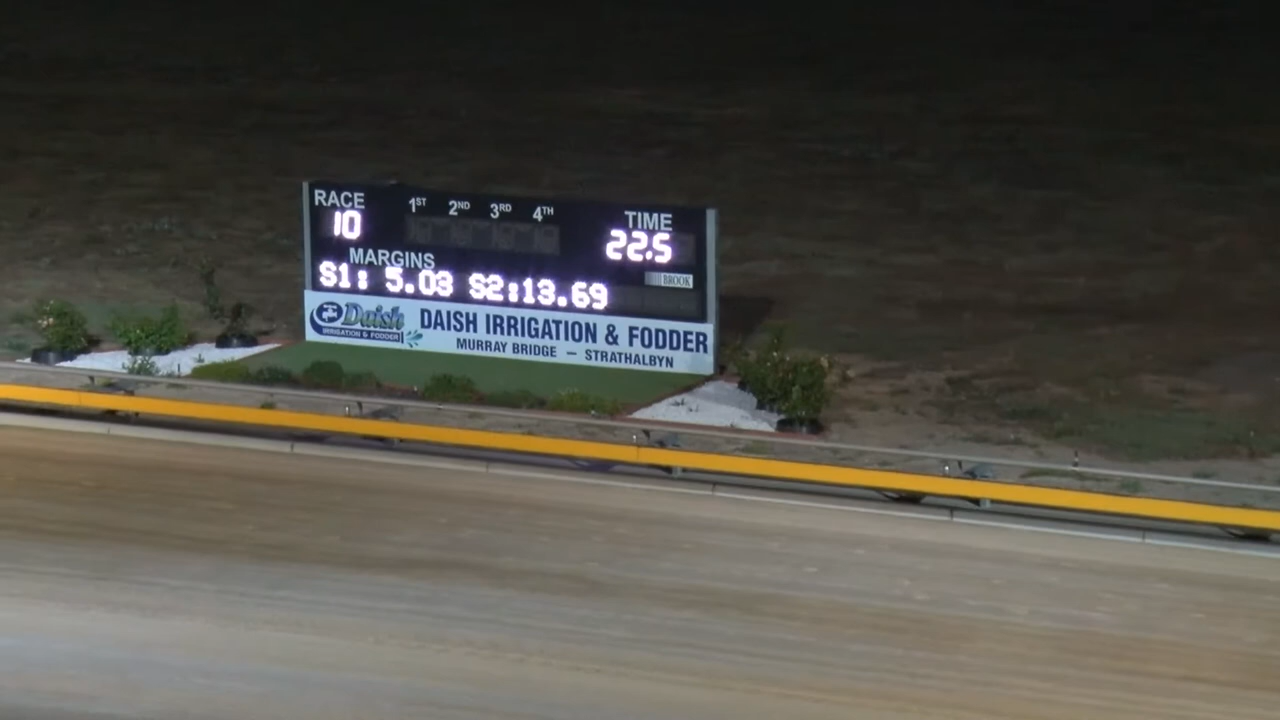 RACE 1ST 2ND 3RD 4TH TIME
10 22.5
MARGINS
BROOK
S1: 5.03 S2:13.69
Daish
IRRIGATION & FODDER
DAISH IRRIGATION & FODDER
MURRAY BRIDGE — STRATHALBYN